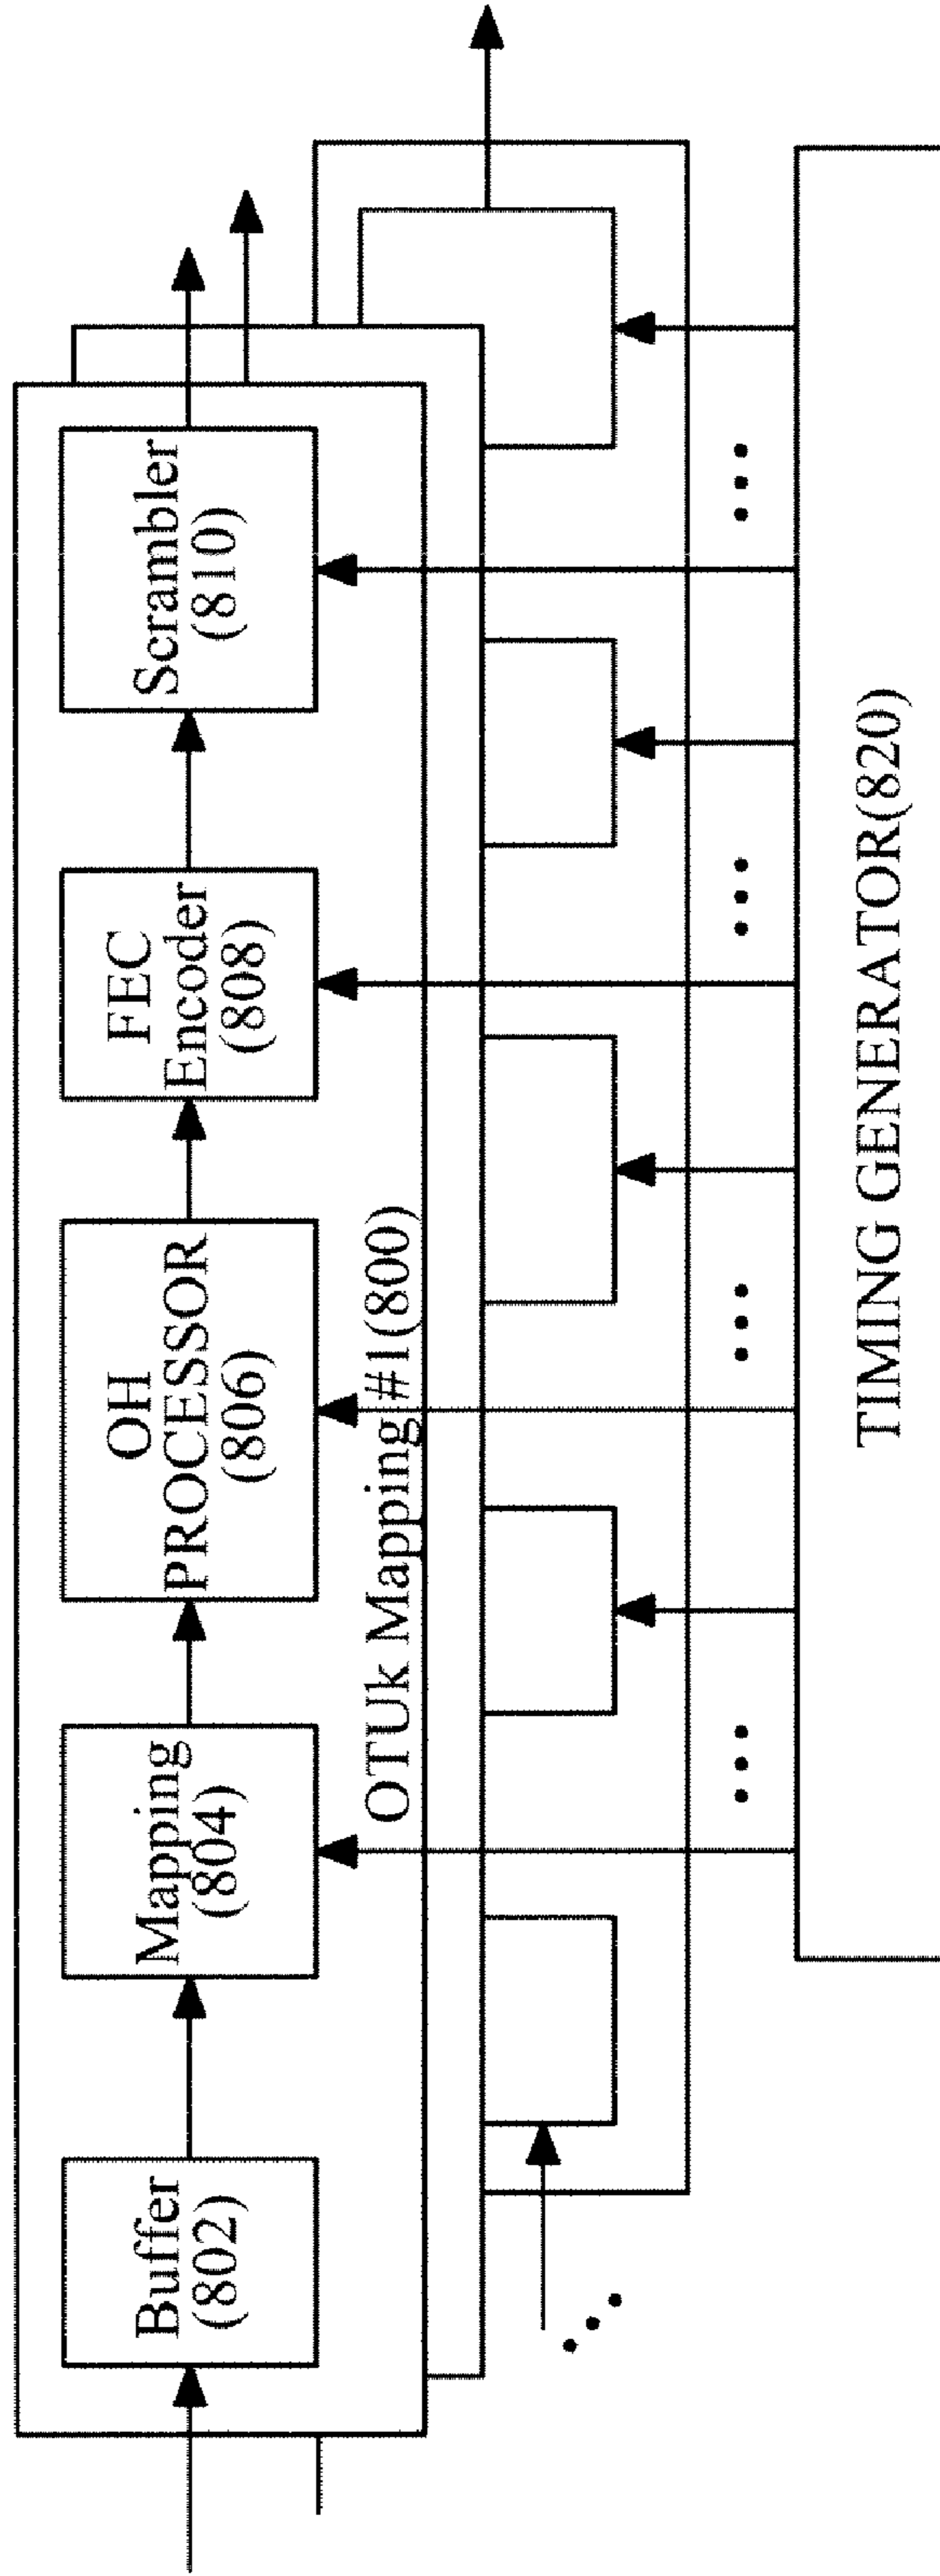 Buffer
(802)
Mapping
(804)
OH
PROCESSOR
(806)
FEC
Encoder
(808)
Scrambler
(810)
OTUk Mapping #1(800)
TIMING GENERATOR(820)